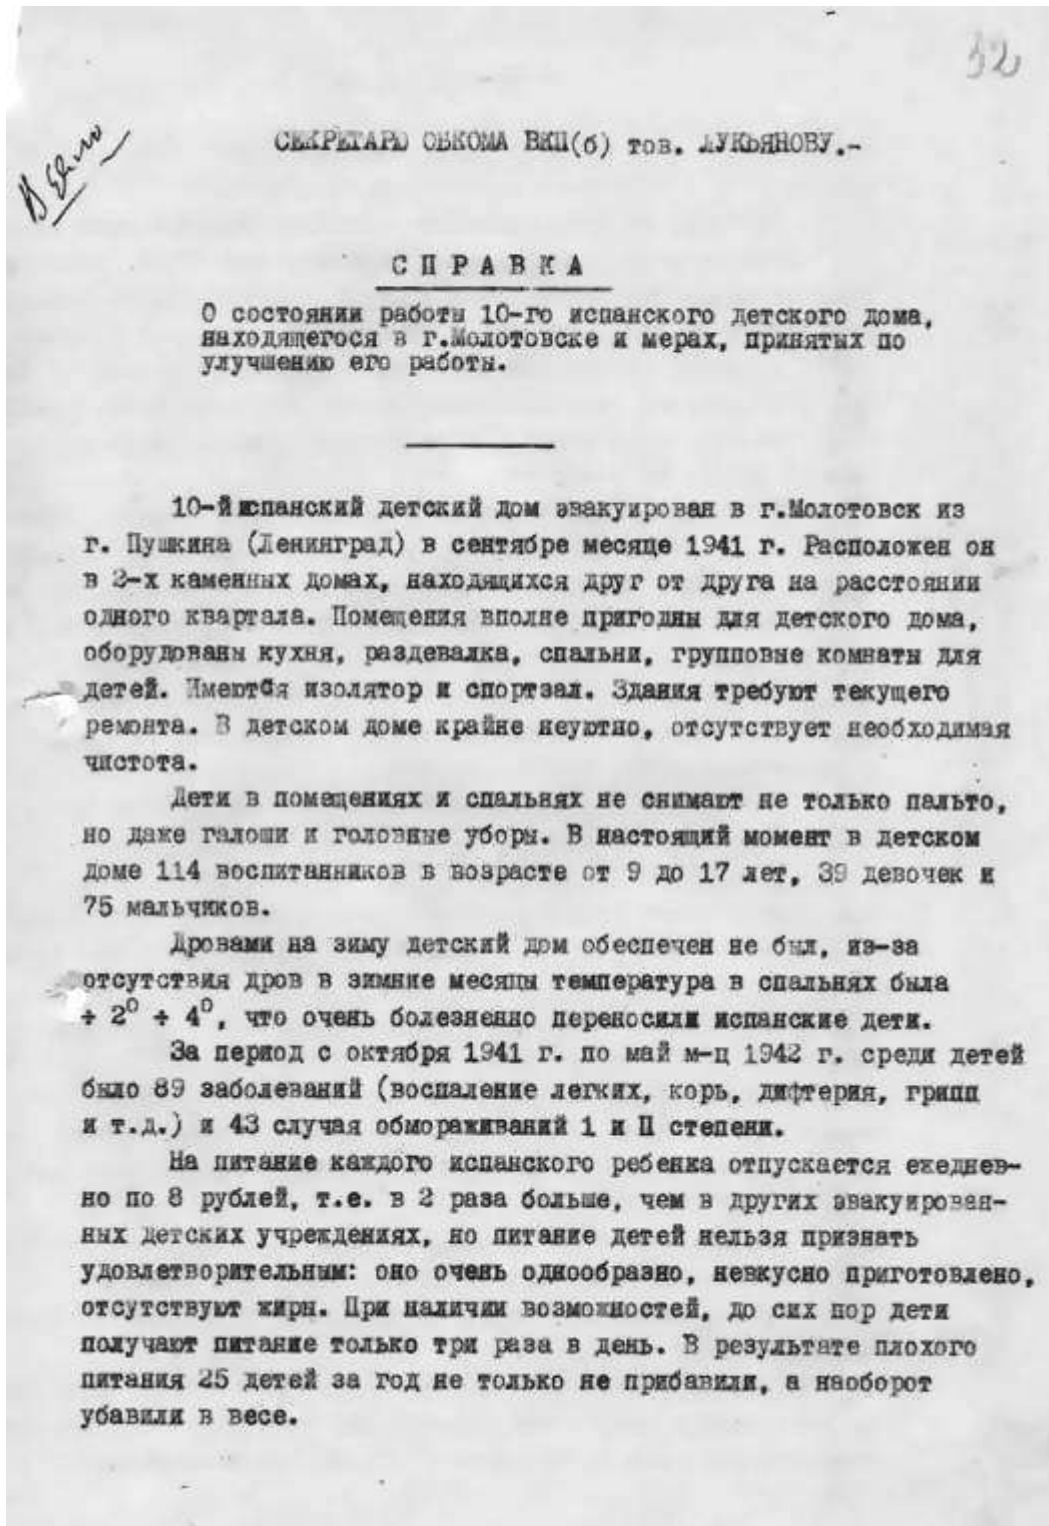 32
В дело
СЕКРЕТАРЮ ОБКОМА ВКП(б) тов. ЛУКЬЯНОВУ.-
СПРАВКА
О состоянии работы 10-го испанского детского дома,
находящегося в г.Молотовске и мерах, принятых по
улучшению его работы.
10-й испанский детский дом эвакуирован в г.Молотовск из
г. Пушкина (Ленинград) в сентябре месяце 1941 г. Расположен он
в 2-х каменных домах, находящихся друг от друга на расстоянии
одного квартала. Помещения вполне пригодны для детского дома,
оборудованы кухня, раздевалка, спальни, групповые комнаты для
детей. Имеются изолятор и спортзал. Здания требуют текущего
ремонта. В детском доме крайне неуютно, отсутствует необходимая
чистота.
Дети в помещениях и спальнях не снимают не только пальто,
но даже галоши и головные уборы. В настоящий момент в детском
доме 114 воспитанников в возрасте от 9 до 17 лет, 39 девочек и
75 мальчиков.
Дровами на зиму детский дом обеспечен не был, из-за
отсутствия дров в зимние месяцы температура в спальнях была
+ 2⁰ + 4⁰, что очень болезненно переносили испанские дети.
За период с октября 1941 г. по май м-ц 1942 г. среди детей
было 89 заболеваний (воспаление легких, корь, дифтерия, грипп
и т.д.) и 43 случая обмораживаний 1 и II степени.
На питание каждого испанского ребенка отпускается ежеднев-
но по 8 рублей, т.е. в 2 раза больше, чем в других эвакуирован-
ных детских учреждениях, но питание детей нельзя признать
удовлетворительным: оно очень однообразно, невкусно приготовлено,
отсутствуют жиры. При наличии возможностей, до сих пор дети
получают питание только три раза в день. В результате плохого
питания 25 детей за год не только не прибавили, а наоборот
убавили в весе.